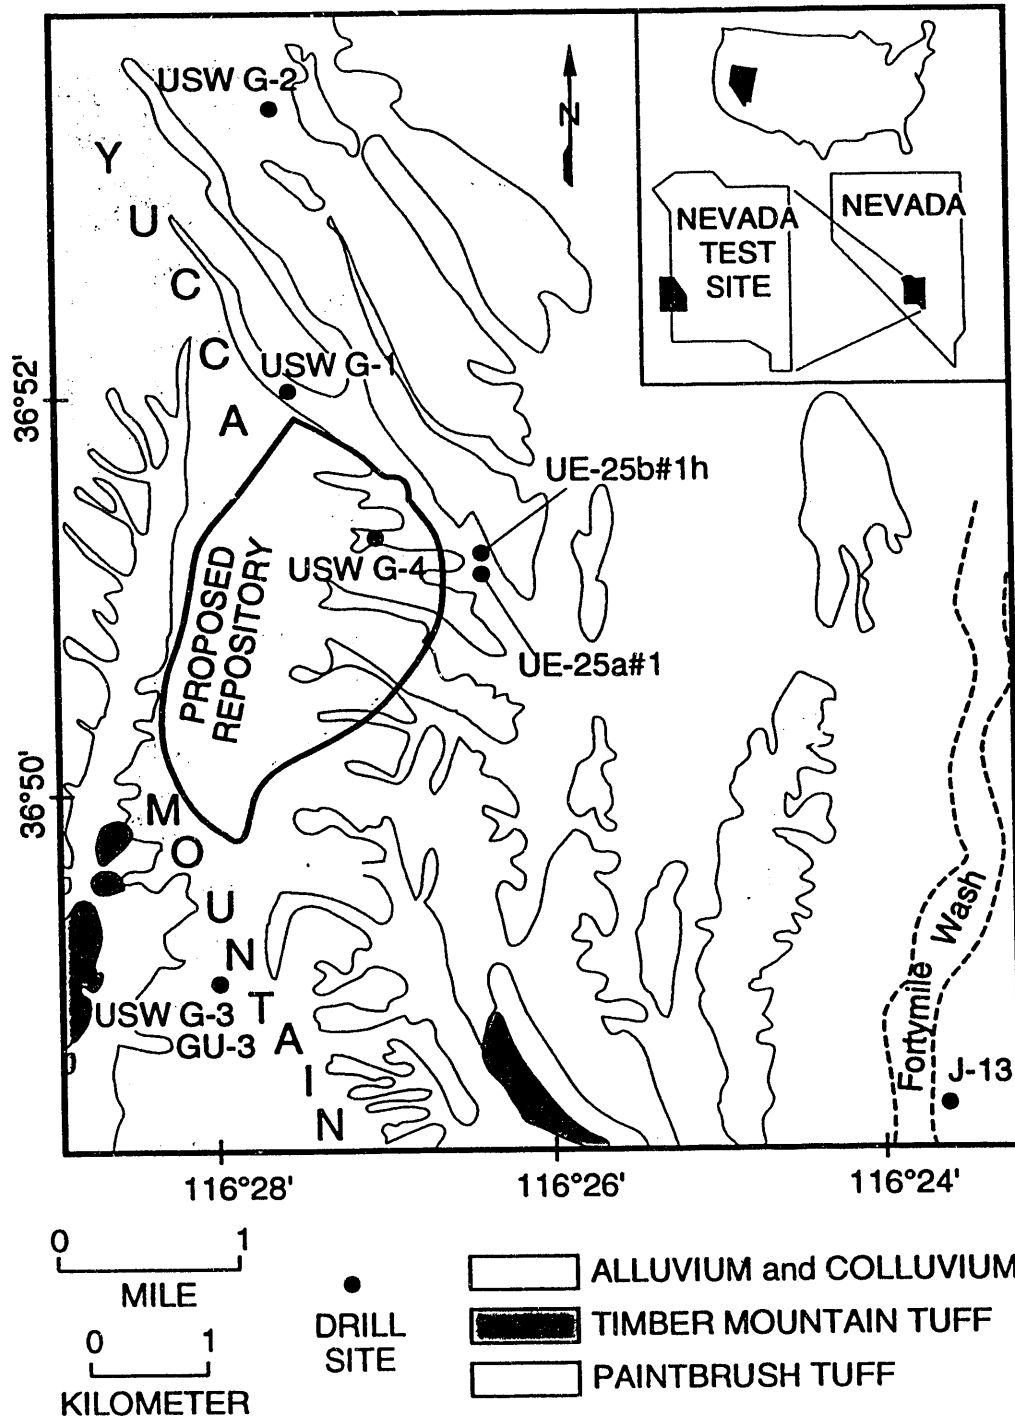 USW G-2
N
NEVADA
TEST
SITE
NEVADA
YUCCA
USW G-1
36°52'
UE-25b#1h
USW G-4
PROPOSED
REPOSITORY
UE-25a#1
36°50'
MOUNTAIN
USW G-3
GU-3
Fortymile Wash
J-13
116°28'
116°26'
116°24'
0 1
MILE
0 1
KILOMETER
DRILL
SITE
ALLUVIUM and COLLUVIUM
TIMBER MOUNTAIN TUFF
PAINTBRUSH TUFF